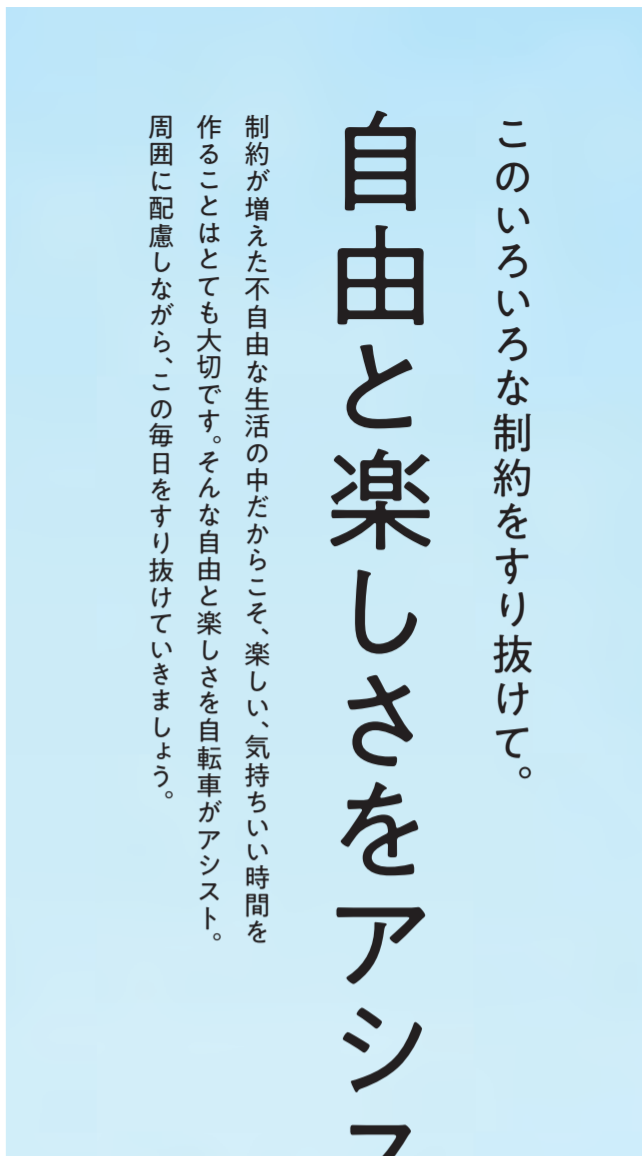 このいろいろな制約をすり抜けて。
自由と楽しさをアシス
制約が増えた不自由な生活の中だからこそ、楽しい、気持ちいい時間を
作ることはとても大切です。そんな自由と楽しさを自転車がアシスト。
周囲に配慮しながら、この毎日をすり抜けていきましょう。